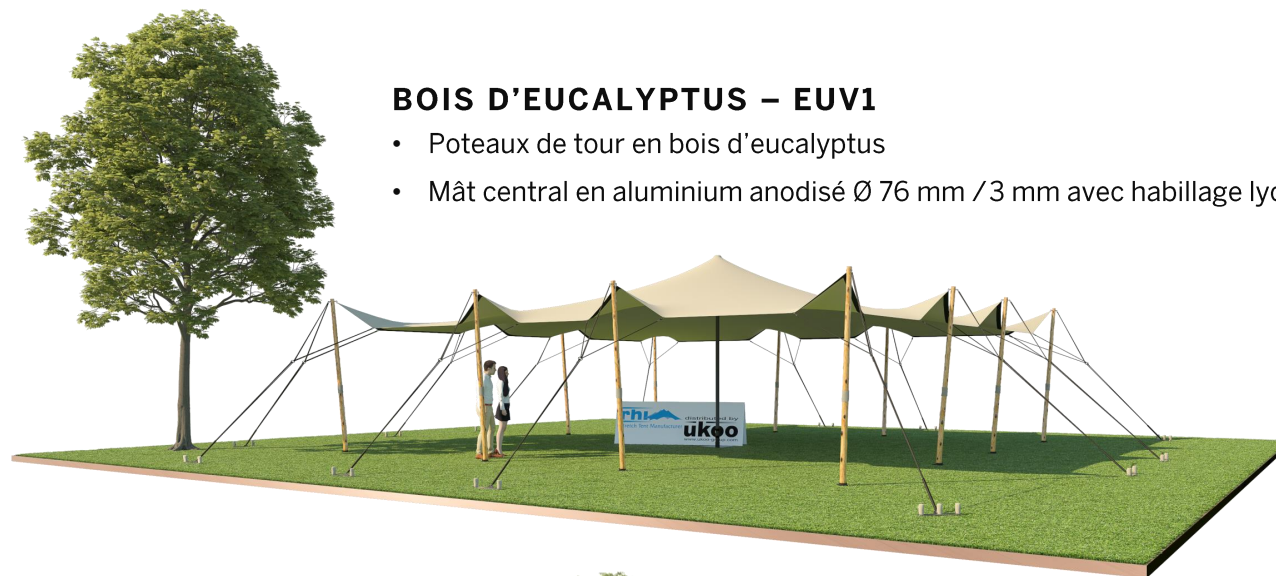 BOIS D’EUCALYPTUS – EUV1
• Poteaux de tour en bois d’eucalyptus
• Mât central en aluminium anodisé Ø 76 mm / 3 mm avec habillage
rhi
distributed by
ukoo